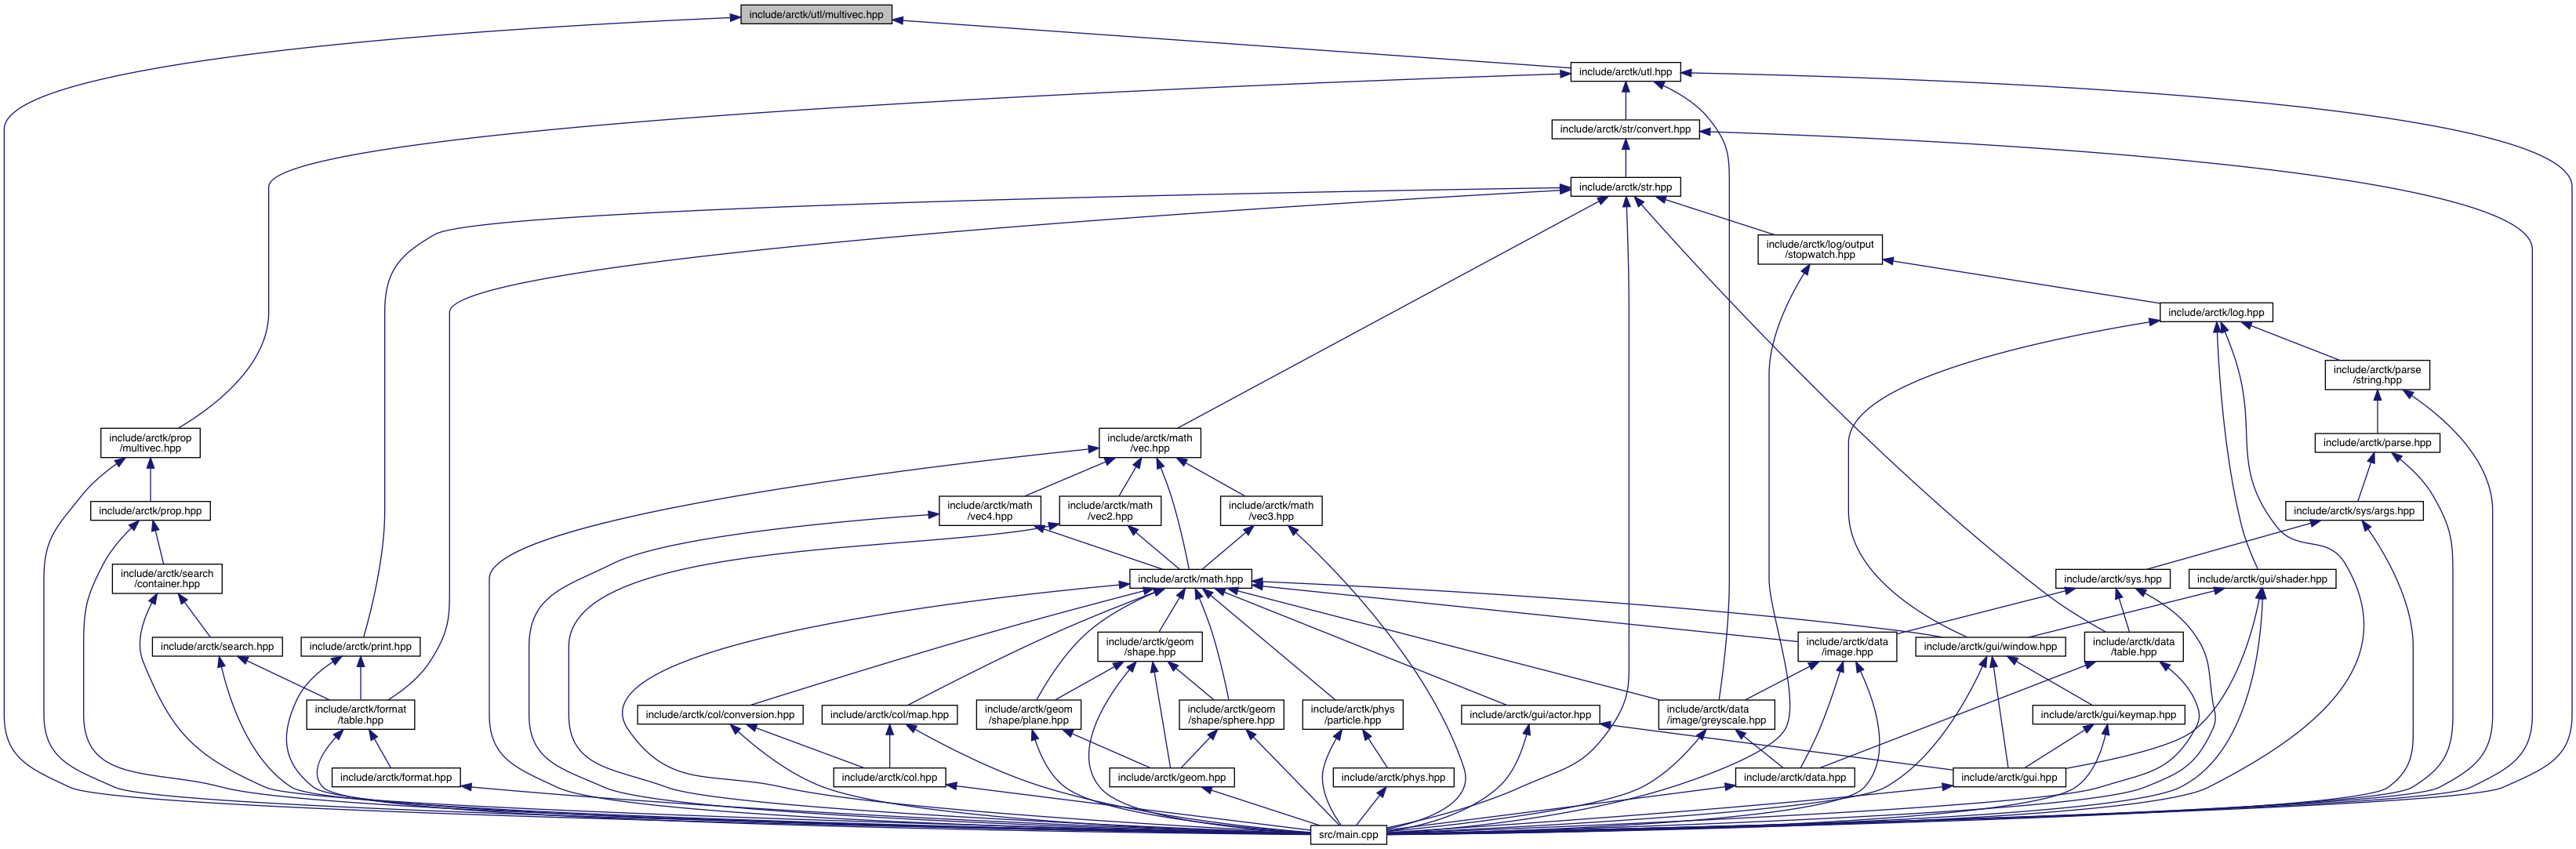 include/arctk/utl/multivec.hpp
include/arctk/utl.hpp
include/arctk/str/convert.hpp
include/arctk/str.hpp
include/arctk/log/output
/stopwatch.hpp
include/arctk/log.hpp
include/arctk/parse
/string.hpp
include/arctk/prop
/multivec.hpp
include/arctk/math
/vec.hpp
include/arctk/parse.hpp
include/arctk/prop.hpp
include/arctk/math
/vec4.hpp
include/arctk/math
/vec2.hpp
include/arctk/math
/vec3.hpp
include/arctk/sys/args.hpp
include/arctk/search
/container.hpp
include/arctk/math.hpp
include/arctk/sys.hpp
include/arctk/gui/shader.hpp
include/arctk/search.hpp
include/arctk/print.hpp
include/arctk/geom
/shape.hpp
include/arctk/data
/image.hpp
include/arctk/gui/window.hpp
include/arctk/data
/table.hpp
include/arctk/format
/table.hpp
include/arctk/col/conversion.hpp
include/arctk/col/map.hpp
include/arctk/geom
/shape/plane.hpp
include/arctk/geom
/shape/sphere.hpp
include/arctk/phys
/particle.hpp
include/arctk/gui/actor.hpp
include/arctk/data
/image/greyscale.hpp
include/arctk/gui/keymap.hpp
include/arctk/format.hpp
include/arctk/col.hpp
include/arctk/geom.hpp
include/arctk/phys.hpp
include/arctk/data.hpp
include/arctk/gui.hpp
src/main.cpp